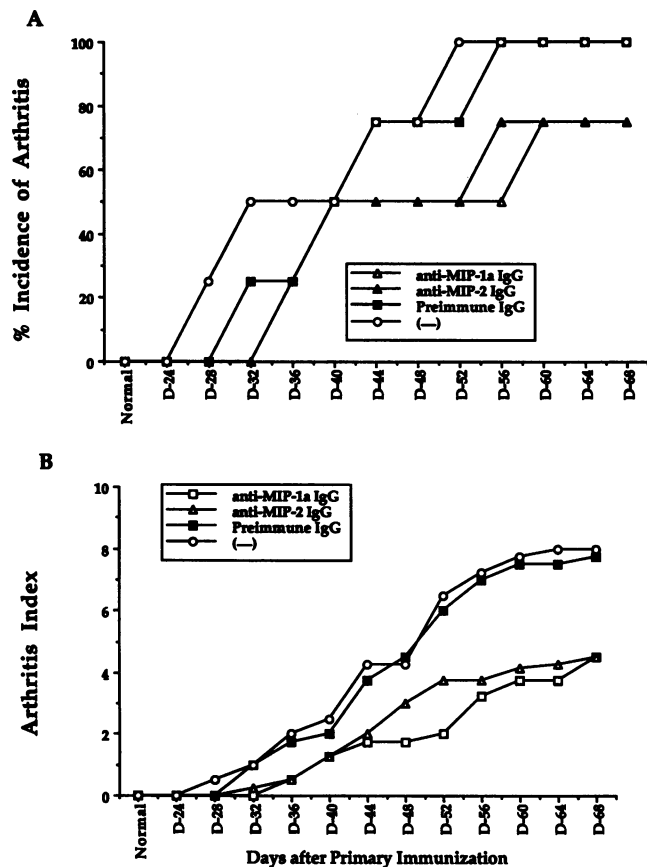 A
% Incidence of Arthritis
100
75
50
20
0
anti-MIP-1a IgG
anti-MIP-2 IgG
Preimmune IgG
(—)
Normal
D-24
D-28
D-32
D-36
D-40
D-44
D-48
D-52
D-56
D-60
D-64
D-68
B
Arthritis Index
10
8
6
4
2
0
anti-MIP-1a IgG
anti-MIP-2 IgG
Preimmune IgG
(—)
Normal
D-24
D-28
D-32
D-36
D-40
D-44
D-48
D-52
D-56
D-60
D-64
D-68
Days after Primary Immunization